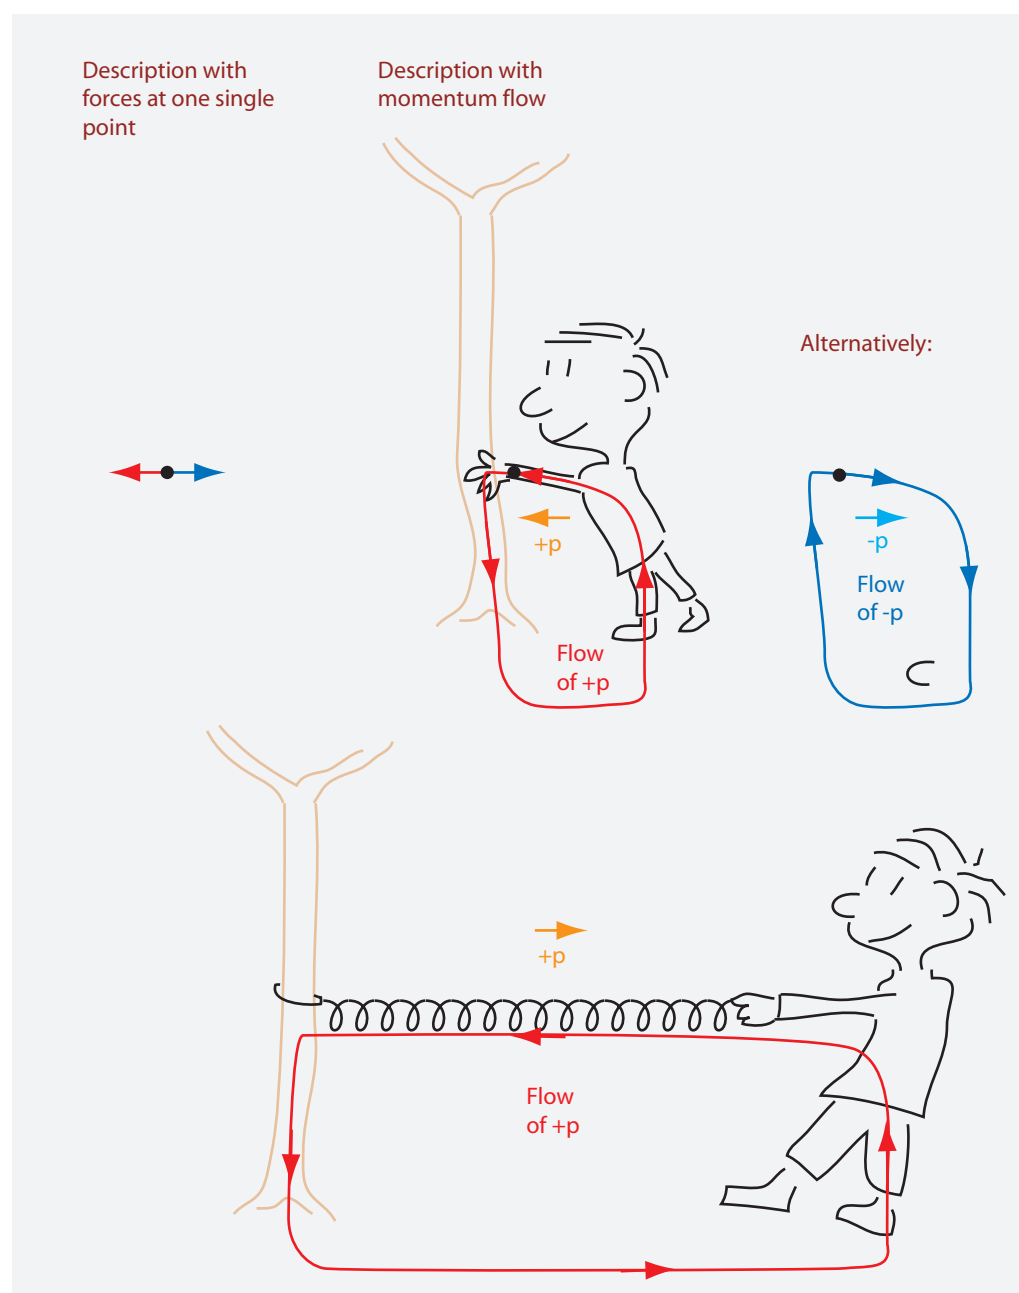 Description with
forces at one single
point
Description with
momentum flow
Alternatively:
+p
-p
Flow
of -p
Flow
of +p
+p
Flow
of +p